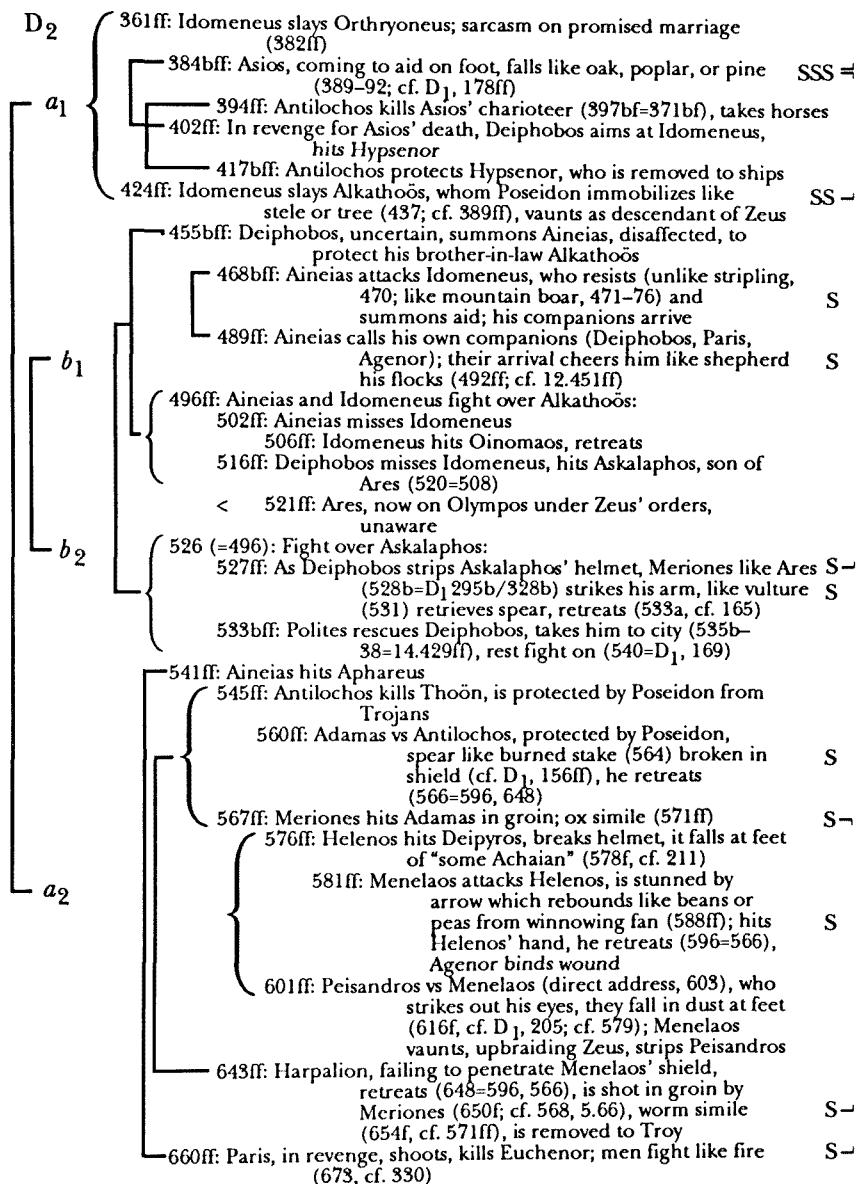 D2 361ff: Idomeneus slays Orthryoneus; sarcasm on promised marriage
(382ff)
384bff: Asios, coming to aid on foot, falls like oak, poplar, or pine SSS
(389–92; cf. D1, 178ff)
a1 394ff: Antilochos kills Asios' charioteer (397bf=371bf), takes horses
402ff: In revenge for Asios' death, Deiphobos aims at Idomeneus,
hits Hypsenor
417bff: Antilochos protects Hypsenor, who is removed to ships
424ff: Idomeneus slays Alkathoös, whom Poseidon immobilizes like SS
stele or tree (437; cf. 389ff), vaunts as descendant of Zeus
455bff: Deiphobos, uncertain, summons Aineias, disaffected, to
protect his brother-in-law Alkathoös
468bff: Aineias attacks Idomeneus, who resists (unlike stripling,
470; like mountain boar, 471–76) and S
summons aid; his companions arrive
489ff: Aineias calls his own companions (Deiphobos, Paris,
b1 Agenor); their arrival cheers him like shepherd S
his flocks (492ff; cf. 12.451ff)
496ff: Aineias and Idomeneus fight over Alkathoös:
502ff: Aineias misses Idomeneus
506ff: Idomeneus hits Oinomaos, retreats
516ff: Deiphobos misses Idomeneus, hits Askalaphos, son of
Ares (520=508)
< 521ff: Ares, now on Olympos under Zeus' orders,
unaware
b2 526 (=496): Fight over Askalaphos:
527ff: As Deiphobos strips Askalaphos' helmet, Meriones like Ares S
(528b=D1 295b/328b) strikes his arm, like vulture S
(531) retrieves spear, retreats (533a, cf. 165)
533bff: Polites rescues Deiphobos, takes him to city (535b–
38=14.429ff), rest fight on (540=D1, 169)
541ff: Aineias hits Aphareus
545ff: Antilochos kills Thoön, is protected by Poseidon from
Trojans
560ff: Adamas vs Antilochos, protected by Poseidon,
spear like burned stake (564) broken in S
shield (cf. D1, 156ff), he retreats
(566=596, 648)
567ff: Meriones hits Adamas in groin; ox simile (571ff) S
576ff: Helenos hits Deipyros, breaks helmet, it falls at feet
of "some Achaian" (578f, cf. 211)
a2 581ff: Menelaos attacks Helenos, is stunned by
arrow which rebounds like beans or
peas from winnowing fan (588ff); hits S
Helenos' hand, he retreats (596=566),
Agenor binds wound
601ff: Peisandros vs Menelaos (direct address, 603), who
strikes out his eyes, they fall in dust at feet
(616f, cf. D1, 205; cf. 579); Menelaos
vaunts, upbraiding Zeus, strips Peisandros
643ff: Harpalion, failing to penetrate Menelaos' shield,
retreats (648=596, 566), is shot in groin by
Meriones (650f; cf. 568, 5.66), worm simile S
(654f, cf. 571ff), is removed to Troy
660ff: Paris, in revenge, shoots, kills Euchenor; men fight like fire S
(673, cf. 330)